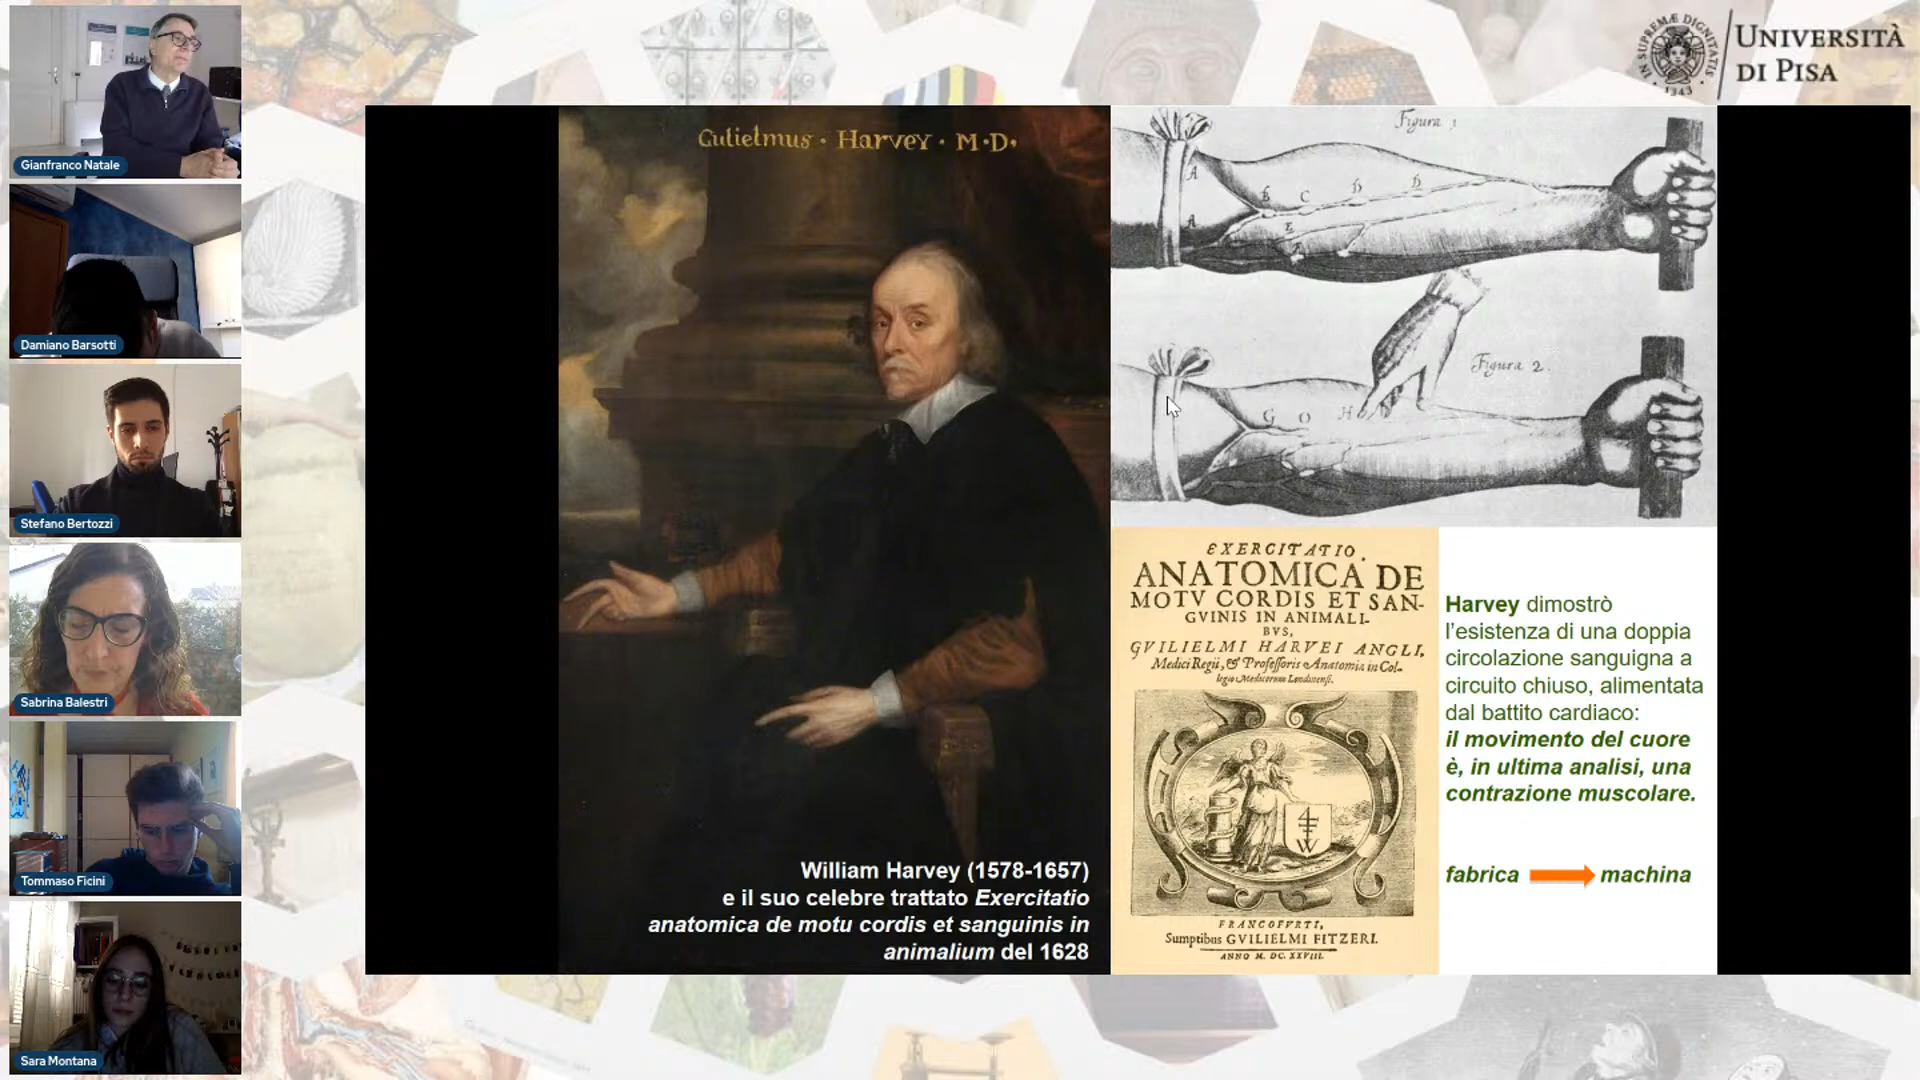 Gianfranco Natale
Damiano Barsotti
Stefano Bertozzi
Sabrina Balestri
Tommaso Ficini
Sara Montana
IN SUPREMÆ DIGNITATIS
1343
UNIVERSITÀ
DI PISA
Gulielmus · Harvey · M·D·
William Harvey (1578-1657)
e il suo celebre trattato Exercitatio
anatomica de motu cordis et sanguinis in
animalium del 1628
Figura 1
A
A
B
C
D
D
E
F
Figura 2.
G
O
H
EXERCITATIO
ANATOMICA DE
MOTV CORDIS ET SAN-
GVINIS IN ANIMALI-
BVS,
GVILIELMI HARVEI ANGLI,
Medici Regii, & Professoris Anatomiæ in Col-
legio Medicorum Londinensi.
W
FRANCOFVRTI,
Sumptibus GVILIELMI FITZERI.
ANNO M. DC. XXVIII.
Harvey dimostrò
l'esistenza di una doppia
circolazione sanguigna a
circuito chiuso, alimentata
dal battito cardiaco:
il movimento del cuore
è, in ultima analisi, una
contrazione muscolare.
fabrica machina